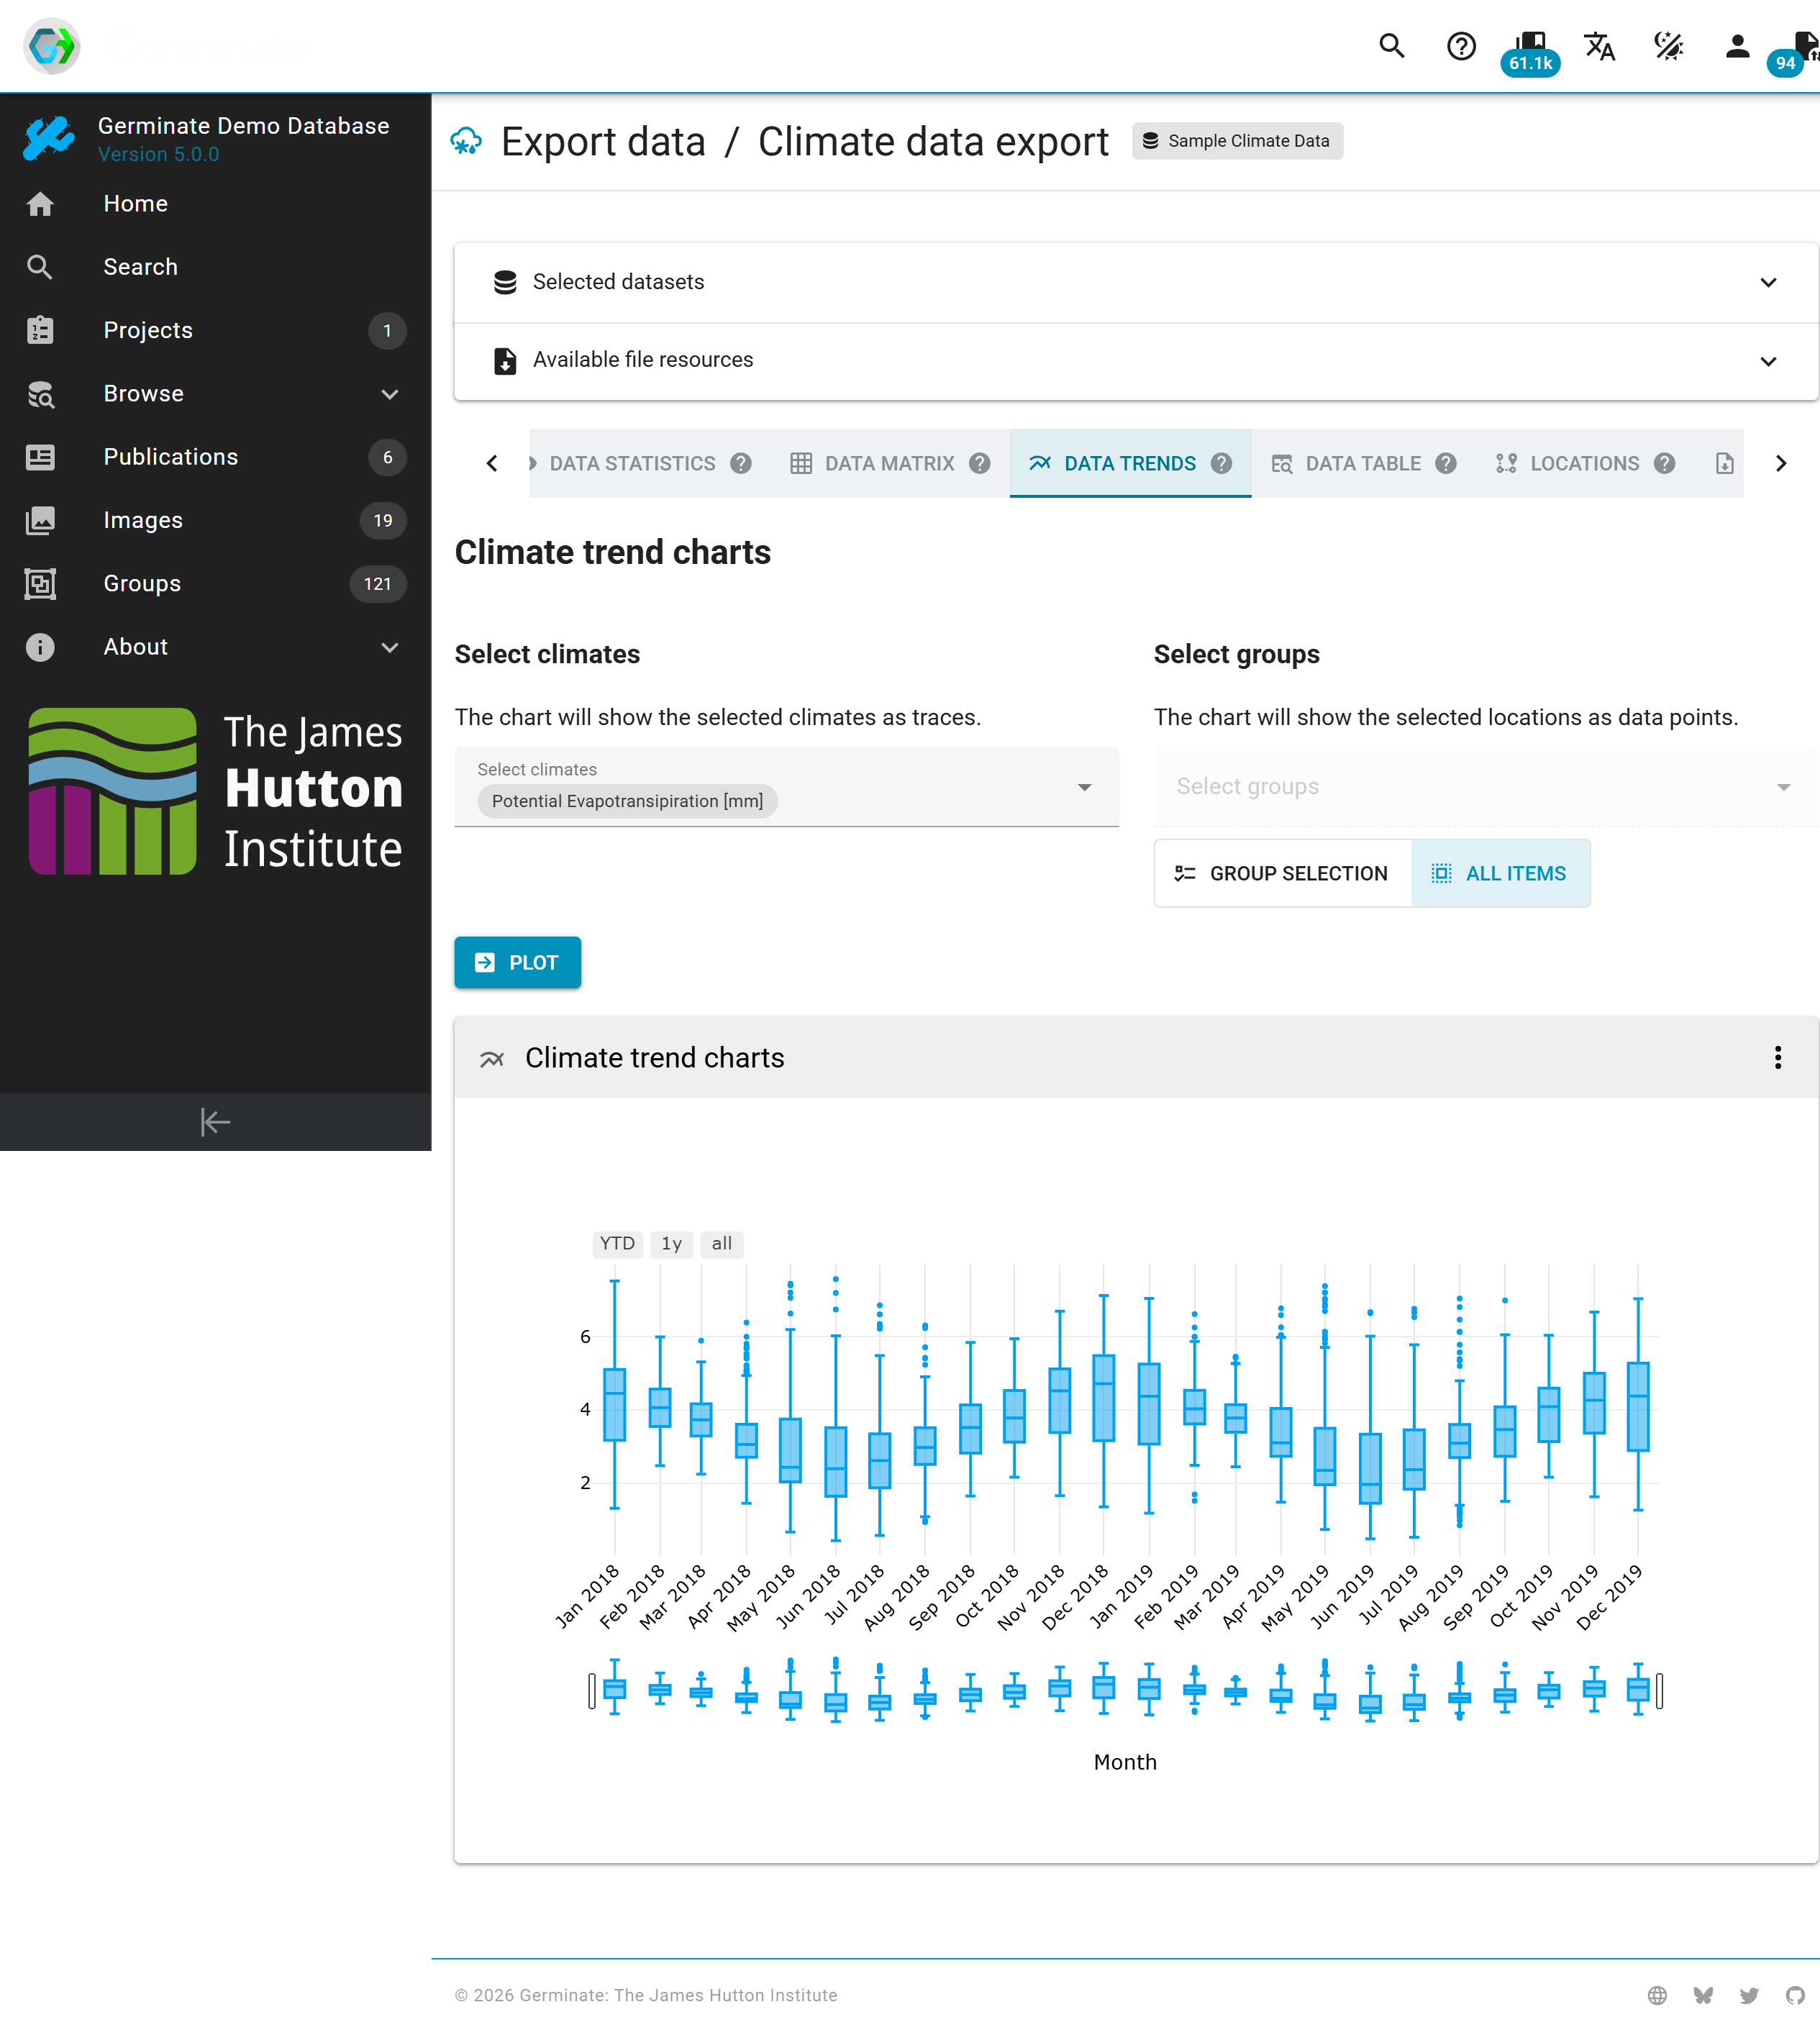 61.1k
94
Germinate Demo Database
Version 5.0.0
Home
Search
Projects 1
Browse
Publications 6
Images 19
Groups 121
About
The James
Hutton
Institute
Export data / Climate data export Sample Climate Data
Selected datasets
Available file resources
DATA STATISTICS DATA MATRIX DATA TRENDS DATA TABLE LOCATIONS
Climate trend charts
Select climates
The chart will show the selected climates as traces.
Select climates
Potential Evapotransipiration [mm]
Select groups
The chart will show the selected locations as data points.
Select groups
GROUP SELECTION ALL ITEMS
PLOT
Climate trend charts
YTD 1y all
6
4
2
Jan 2018 Feb 2018 Mar 2018 Apr 2018 May 2018 Jun 2018 Jul 2018 Aug 2018 Sep 2018 Oct 2018 Nov 2018 Dec 2018 Jan 2019 Feb 2019 Mar 2019 Apr 2019 May 2019 Jun 2019 Jul 2019 Aug 2019 Sep 2019 Oct 2019 Nov 2019 Dec 2019
Month
© 2026 Germinate: The James Hutton Institute